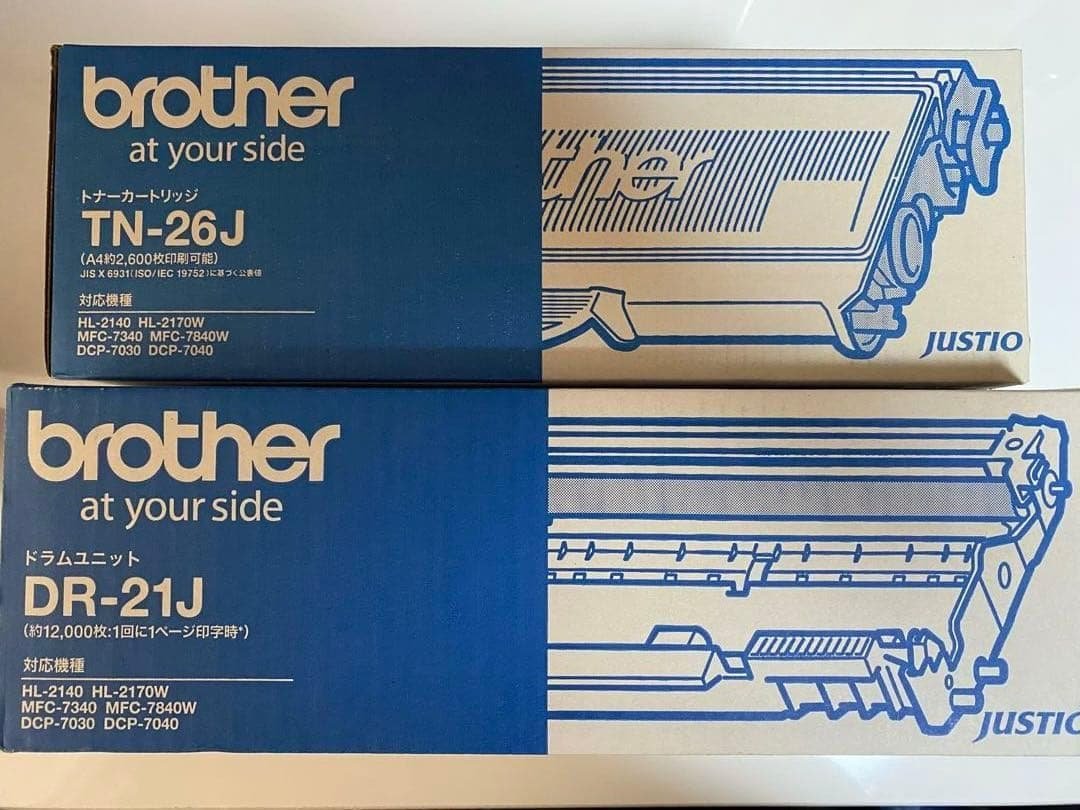 brother
at your side
トナーカートリッジ
TN-26J
(A4約2,600枚印刷可能)
JIS X 6931(ISO/IEC 19752)に基づく公表値
対応機種
HL-2140 HL-2170W
MFC-7340 MFC-7840W
DCP-7030 DCP-7040
ther
JUSTIO
brother
at your side
ドラムユニット
DR-21J
(約12,000枚:1回に1ページ印字時*)
対応機種
HL-2140 HL-2170W
MFC-7340 MFC-7840W
DCP-7030 DCP-7040
JUSTIO